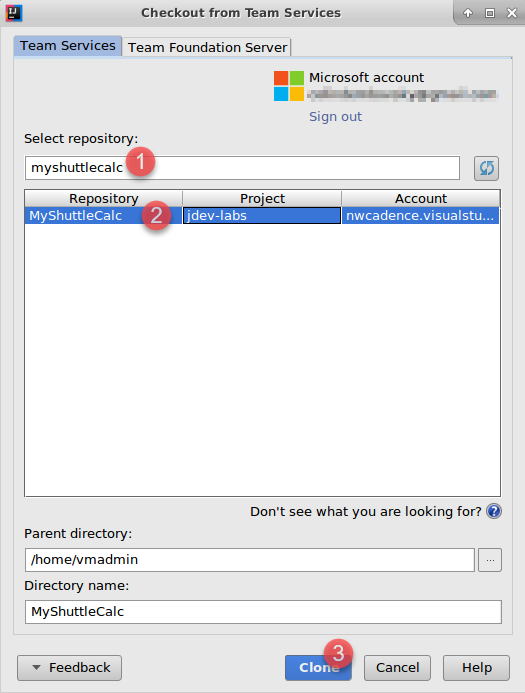 Checkout from Team Services
Team Services Team Foundation Server
Microsoft account
Sign out
Select repository:
myshuttlecalc 1
Repository Project Account
MyShuttleCalc 2 jdev-labs nwcadence.visualstu...
Don't see what you are looking for? ?
Parent directory:
/home/vmadmin ...
Directory name:
MyShuttleCalc
3
Feedback Clone Cancel Help